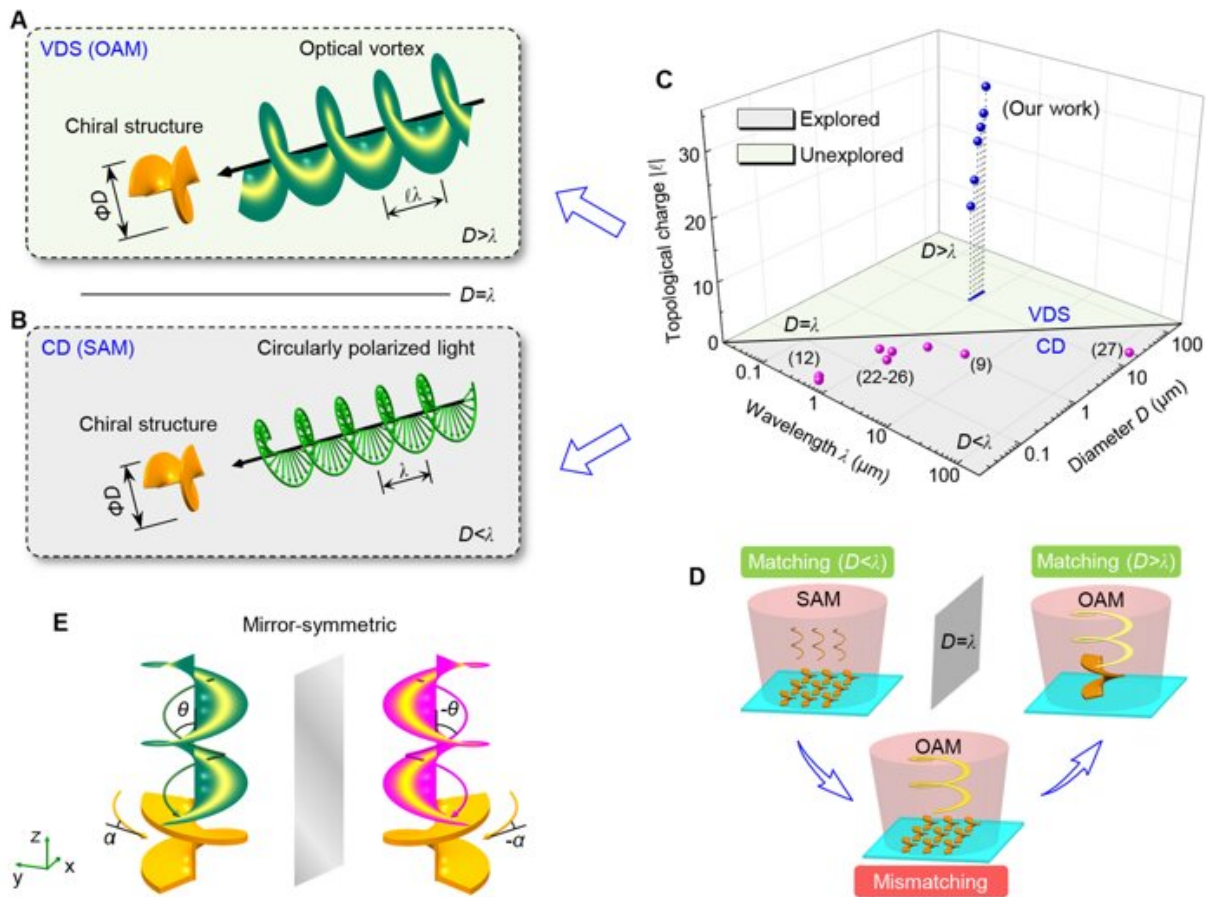 A
VDS (OAM)
Optical vortex
Chiral structure
ΦD
ℓλ
D>λ
D=λ
B
CD (SAM)
Circularly polarized light
Chiral structure
ΦD
λ
D<λ
C
Explored
Unexplored
(Our work)
Topological charge |ℓ|
30
20
10
0
D>λ
D=λ
VDS
CD
(12)
(22-26)
(9)
(27)
D<λ
0.1
1
10
100
Wavelength λ (μm)
0.1
1
10
100
Diameter D (μm)
D
Matching (D<λ)
Matching (D>λ)
SAM
D=λ
OAM
OAM
Mismatching
E
Mirror-symmetric
θ
-θ
α
-α
z
y
x